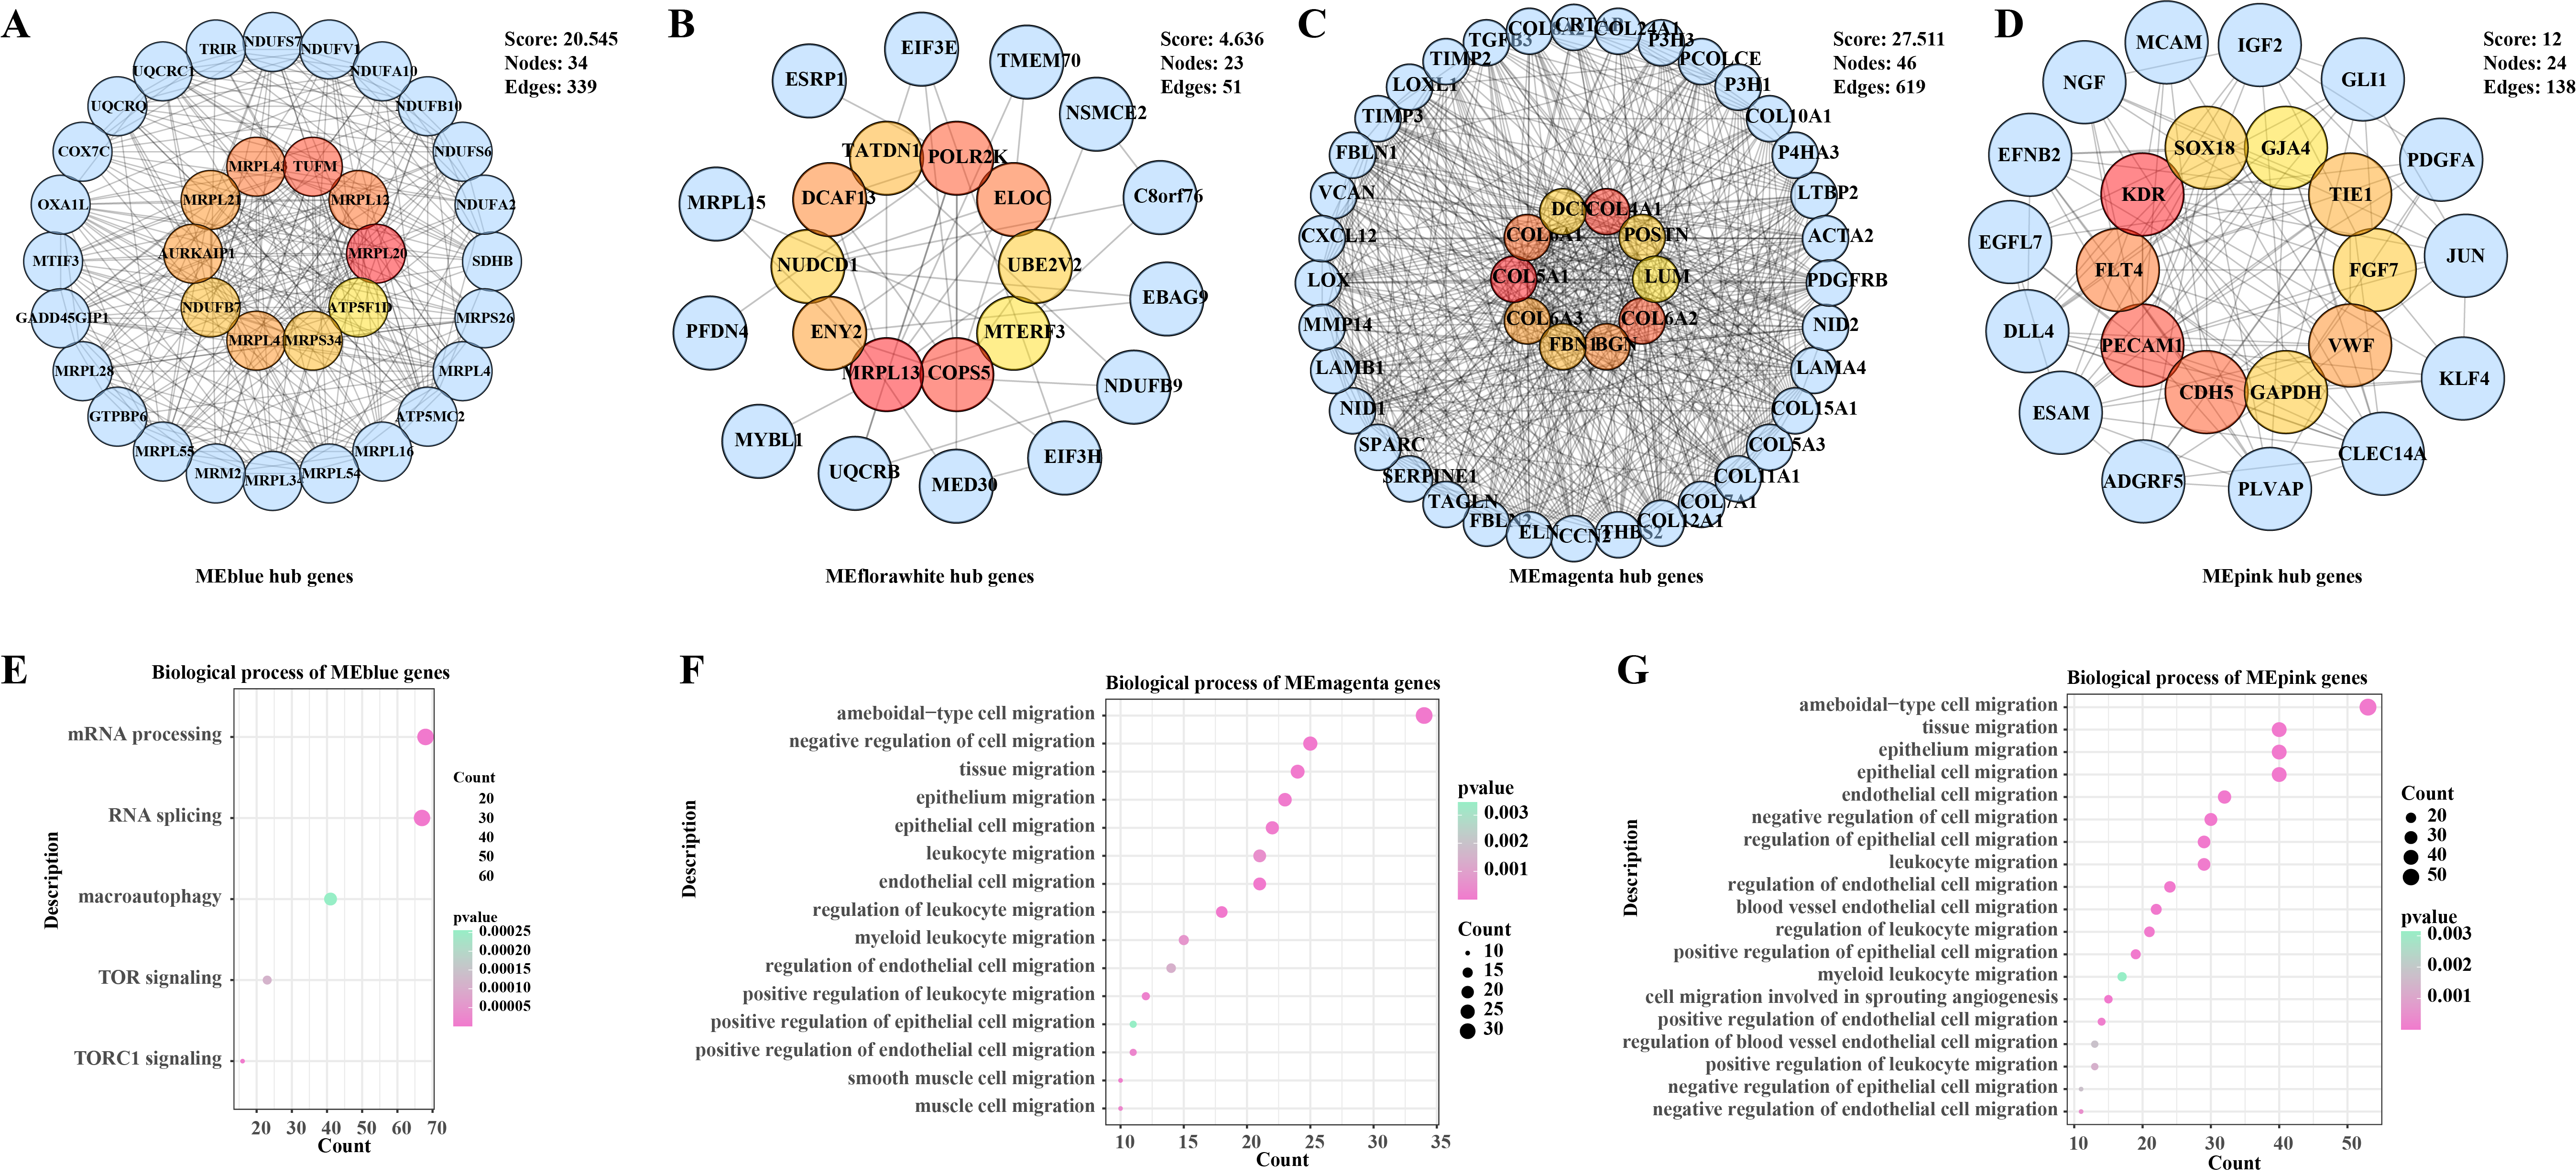 A
Score: 20.545
Nodes: 34
Edges: 339
NDUFS7
NDUFV1
NDUFA10
NDUFB10
NDUFS6
NDUFA2
SDHB
MRPS26
MRPL4
ATP5MC2
MRPL16
MRPL54
MRPL34
MRM2
MRPL55
GTPBP6
MRPL28
GADD45GIP1
MTIF3
OXA1L
COX7C
UQCRQ
UQCRC1
TRIR
MRPL43
TUFM
MRPL12
MRPL20
ATP5F1D
MRPS34
MRPL41
NDUFB7
AURKAIP1
MRPL21
MEblue hub genes
B
Score: 4.636
Nodes: 23
Edges: 51
EIF3E
TMEM70
NSMCE2
C8orf76
EBAG9
NDUFB9
EIF3H
MED30
UQCRB
MYBL1
PFDN4
MRPL15
ESRP1
TATDN1
POLR2K
ELOC
UBE2V2
MTERF3
COPS5
MRPL13
ENY2
NUDCD1
DCAF13
MEflorawhite hub genes
C
Score: 27.511
Nodes: 46
Edges: 619
CRTAP
COL24A1
P3H3
PCOLCE
P3H1
COL10A1
P4HA3
LTBP2
ACTA2
PDGFRB
NID2
LAMA4
COL15A1
COL5A3
COL11A1
COL7A1
COL12A1
THBS2
CCN2
ELN
FBLN2
TAGLN
SERPINE1
SPARC
NID1
LAMB1
MMP14
LOX
CXCL12
VCAN
FBLN1
TIMP3
LOXL1
TIMP2
TGFB3
DCN
COL4A1
POSTN
LUM
COL6A2
BGN
FBN1
COL6A3
COL5A1
MEmagenta hub genes
D
Score: 12
Nodes: 24
Edges: 138
MCAM
IGF2
GLI1
PDGFA
JUN
KLF4
CLEC14A
PLVAP
ADGRF5
ESAM
DLL4
EGFL7
EFNB2
NGF
SOX18
GJA4
TIE1
FGF7
VWF
GAPDH
CDH5
PECAM1
FLT4
KDR
MEpink hub genes
E
Biological process of MEblue genes
Description
mRNA processing
RNA splicing
macroautophagy
TOR signaling
TORC1 signaling
20 30 40 50 60 70
Count
Count
20
30
40
50
60
pvalue
0.00025
0.00020
0.00015
0.00010
0.00005
F
Biological process of MEmagenta genes
Description
ameboidal−type cell migration
negative regulation of cell migration
tissue migration
epithelium migration
epithelial cell migration
leukocyte migration
endothelial cell migration
regulation of leukocyte migration
myeloid leukocyte migration
regulation of endothelial cell migration
positive regulation of leukocyte migration
positive regulation of epithelial cell migration
positive regulation of endothelial cell migration
smooth muscle cell migration
muscle cell migration
10 15 20 25 30 35
Count
pvalue
0.003
0.002
0.001
Count
10
15
20
25
30
G
Biological process of MEpink genes
Description
ameboidal−type cell migration
tissue migration
epithelium migration
epithelial cell migration
endothelial cell migration
negative regulation of cell migration
regulation of epithelial cell migration
leukocyte migration
regulation of endothelial cell migration
blood vessel endothelial cell migration
regulation of leukocyte migration
positive regulation of epithelial cell migration
myeloid leukocyte migration
cell migration involved in sprouting angiogenesis
positive regulation of endothelial cell migration
regulation of blood vessel endothelial cell migration
positive regulation of leukocyte migration
negative regulation of epithelial cell migration
negative regulation of endothelial cell migration
10 20 30 40 50
Count
Count
20
30
40
50
pvalue
0.003
0.002
0.001